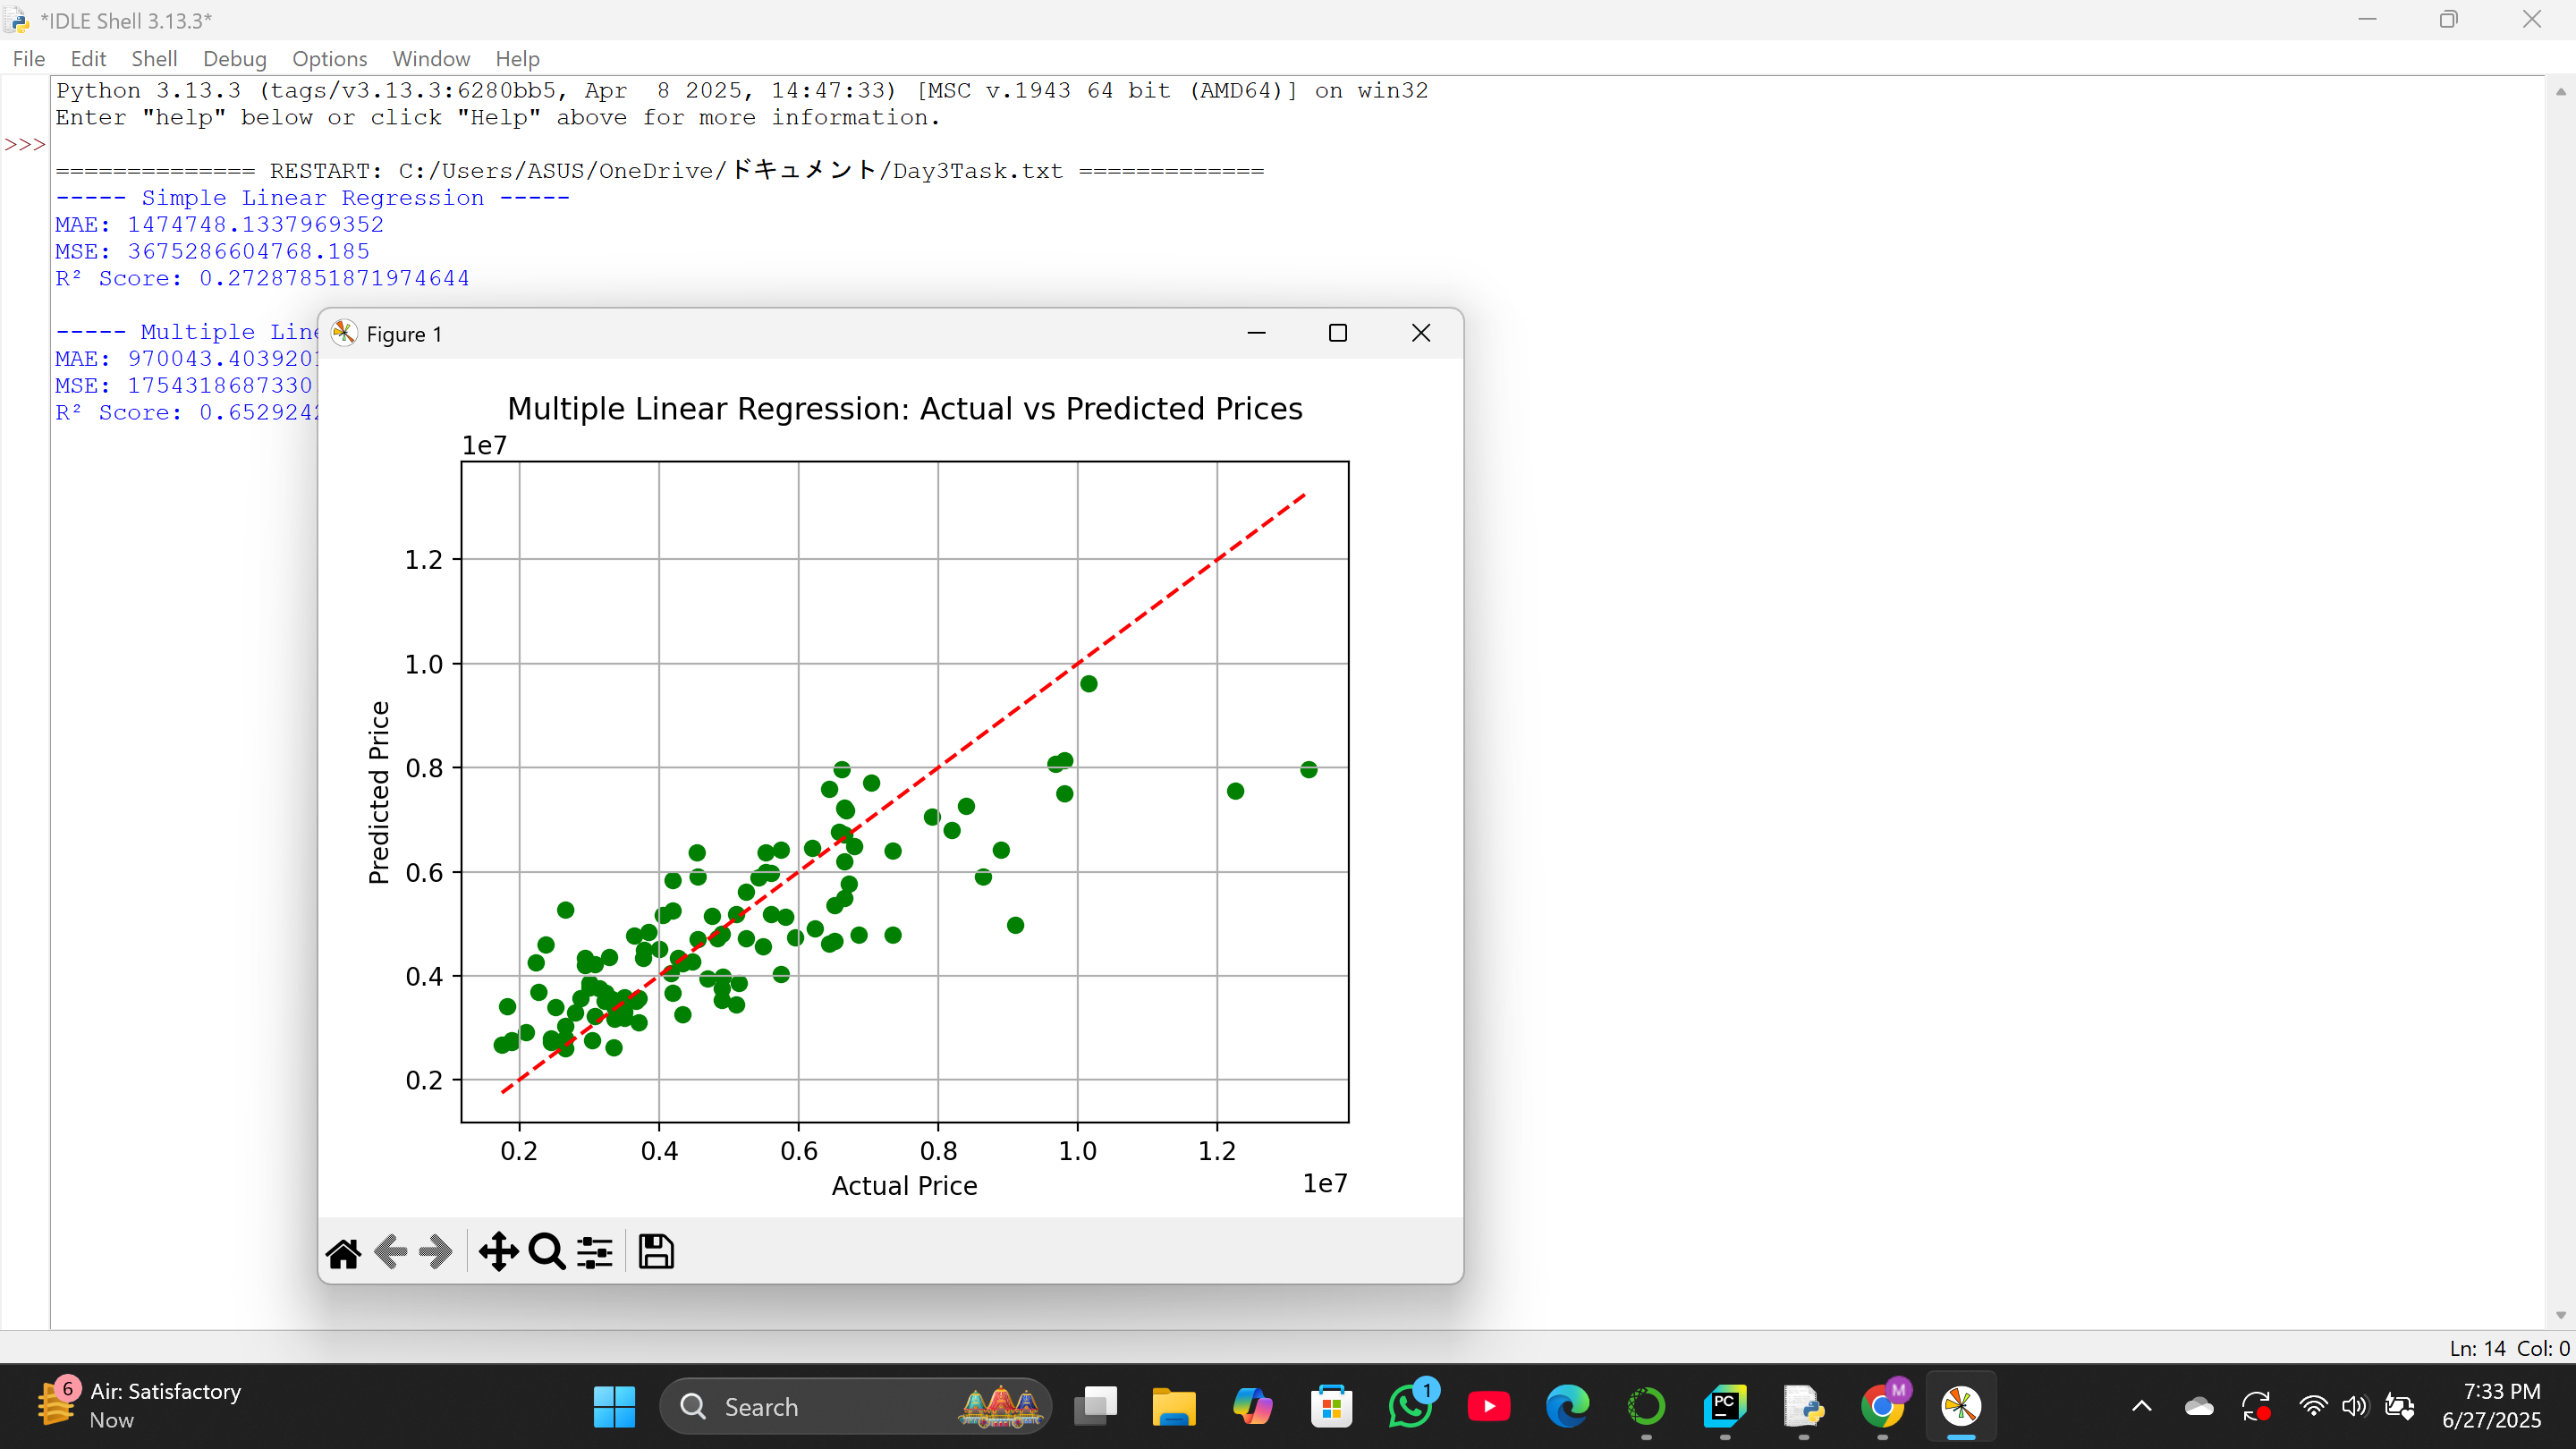 *IDLE Shell 3.13.3*
File Edit Shell Debug Options Window Help
Python 3.13.3 (tags/v3.13.3:6280bb5, Apr  8 2025, 14:47:33) [MSC v.1943 64 bit (AMD64)] on win32
Enter "help" below or click "Help" above for more information.
>>>
============== RESTART: C:/Users/ASUS/OneDrive/ドキュメント/Day3Task.txt =============
----- Simple Linear Regression -----
MAE: 1474748.1337969352
MSE: 3675286604768.185
R² Score: 0.27287851871974644
----- Multiple Line
MAE: 970043.403920
MSE: 1754318687330
R² Score: 0.652924
Figure 1
Multiple Linear Regression: Actual vs Predicted Prices
1e7
1.2
1.0
0.8
0.6
0.4
0.2
Predicted Price
0.2 0.4 0.6 0.8 1.0 1.2
Actual Price
1e7
Ln: 14 Col: 0
6
Air: Satisfactory
Now
Search
1
PC
M
7:33 PM
6/27/2025